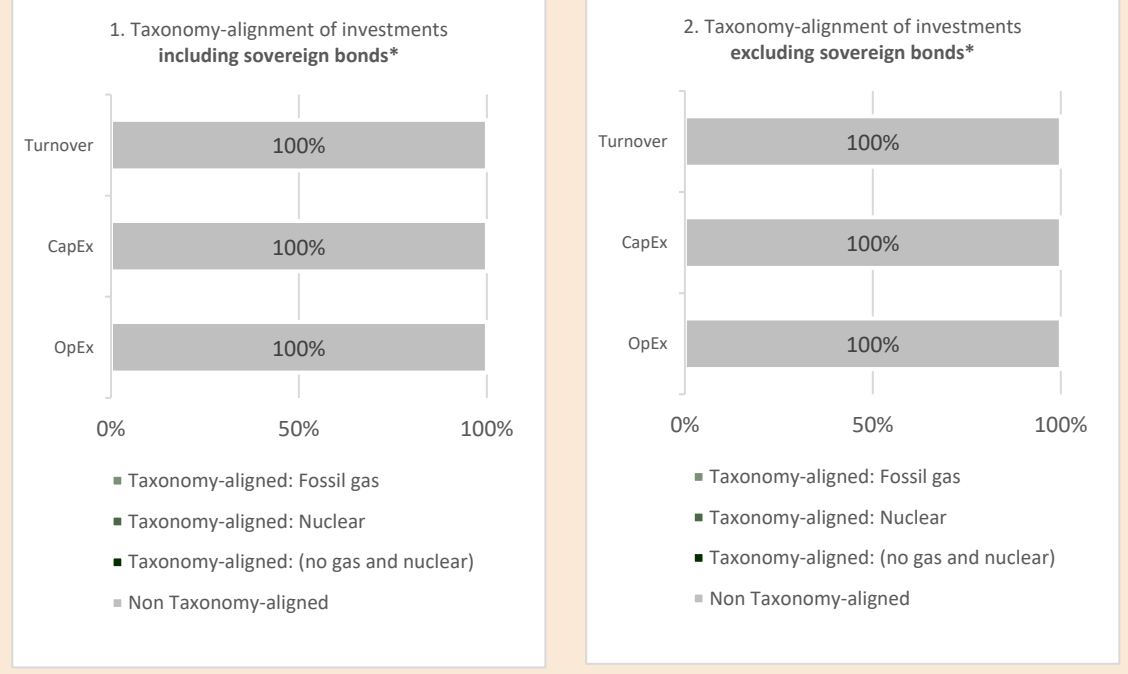 1. Taxonomy-alignment of investments
including sovereign bonds*
Turnover
100%
CapEx
100%
OpEx
100%
0%
50%
100%
Taxonomy-aligned: Fossil gas
Taxonomy-aligned: Nuclear
Taxonomy-aligned: (no gas and nuclear)
Non Taxonomy-aligned
2. Taxonomy-alignment of investments
excluding sovereign bonds*
Turnover
100%
CapEx
100%
OpEx
100%
0%
50%
100%
Taxonomy-aligned: Fossil gas
Taxonomy-aligned: Nuclear
Taxonomy-aligned: (no gas and nuclear)
Non Taxonomy-aligned